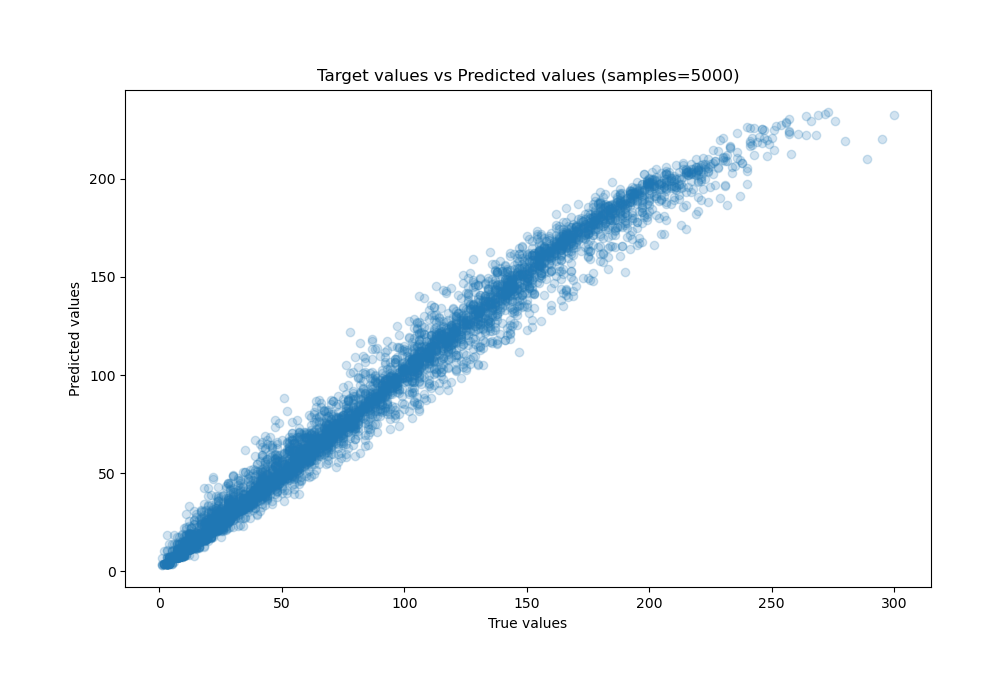 Target values vs Predicted values (samples=5000)
Predicted values
200
150
100
50
0
0 50 100 150 200 250 300
True values